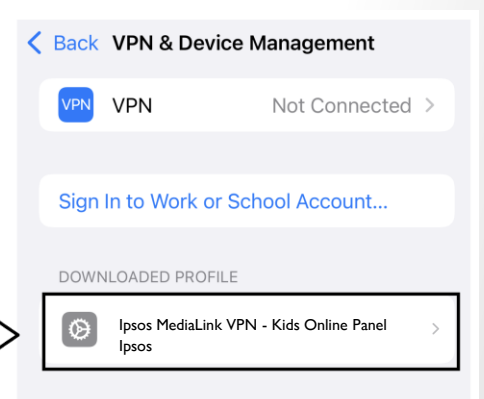 Back VPN & Device Management
VPN VPN Not Connected
Sign In to Work or School Account...
DOWNLOADED PROFILE
Ipsos MediaLink VPN - Kids Online Panel
Ipsos